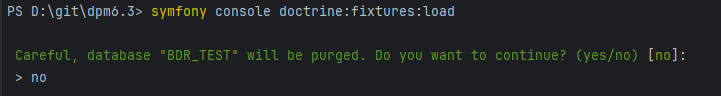 PS D:\git\dpm6.3> symfony console doctrine:fixtures:load
Careful, database "BDR_TEST" will be purged. Do you want to continue? (yes/no) [no]:
> no